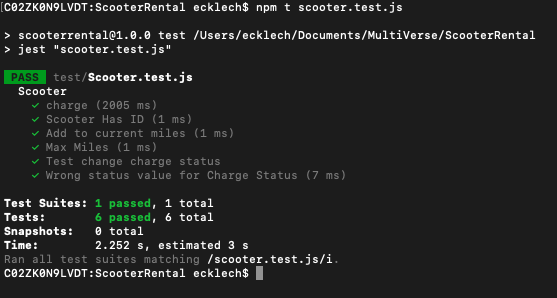 [C02ZK0N9LVDT:ScooterRental ecklech$ npm t scooter.test.js
> scooterrental@1.0.0 test /Users/ecklech/Documents/MultiVerse/ScooterRental
> jest "scooter.test.js"
PASS test/Scooter.test.js
Scooter
✓ charge (2005 ms)
✓ Scooter Has ID (1 ms)
✓ Add to current miles (1 ms)
✓ Max Miles (1 ms)
✓ Test change charge status
✓ Wrong status value for Charge Status (7 ms)
Test Suites: 1 passed, 1 total
Tests: 6 passed, 6 total
Snapshots: 0 total
Time: 2.252 s, estimated 3 s
Ran all test suites matching /scooter.test.js/i.
C02ZK0N9LVDT:ScooterRental ecklech$